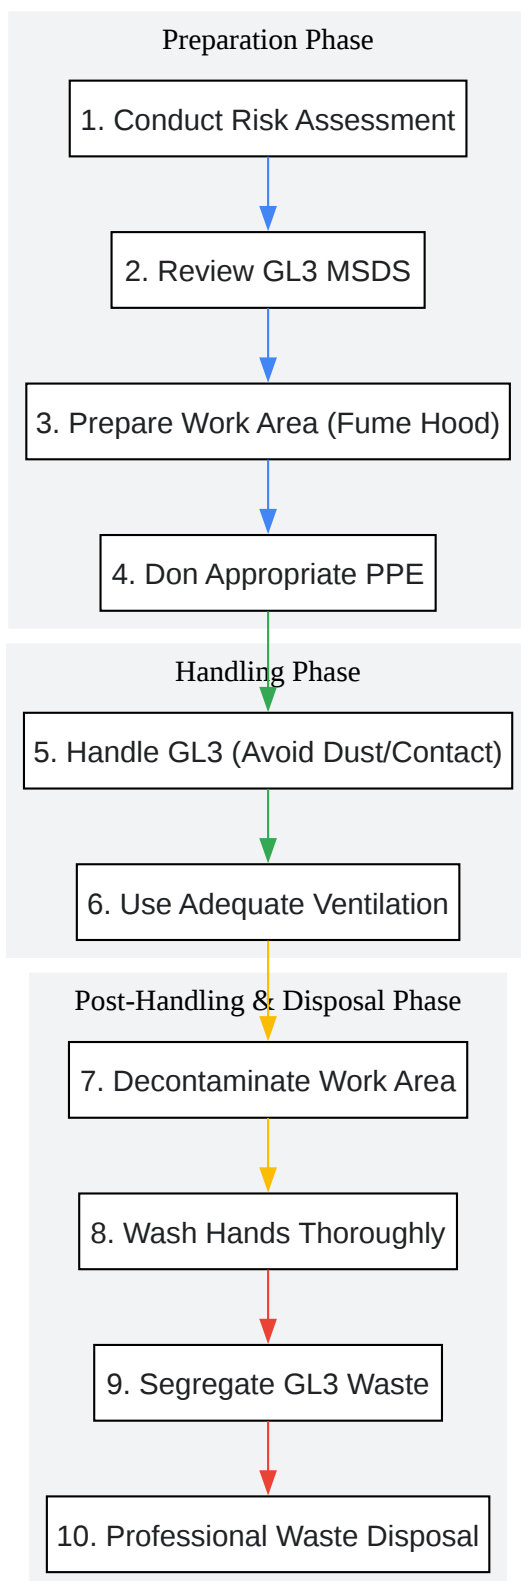 Preparation Phase
1. Conduct Risk Assessment
2. Review GL3 MSDS
3. Prepare Work Area (Fume Hood)
4. Don Appropriate PPE
Handling Phase
5. Handle GL3 (Avoid Dust/Contact)
6. Use Adequate Ventilation
Post-Handling & Disposal Phase
7. Decontaminate Work Area
8. Wash Hands Thoroughly
9. Segregate GL3 Waste
10. Professional Waste Disposal